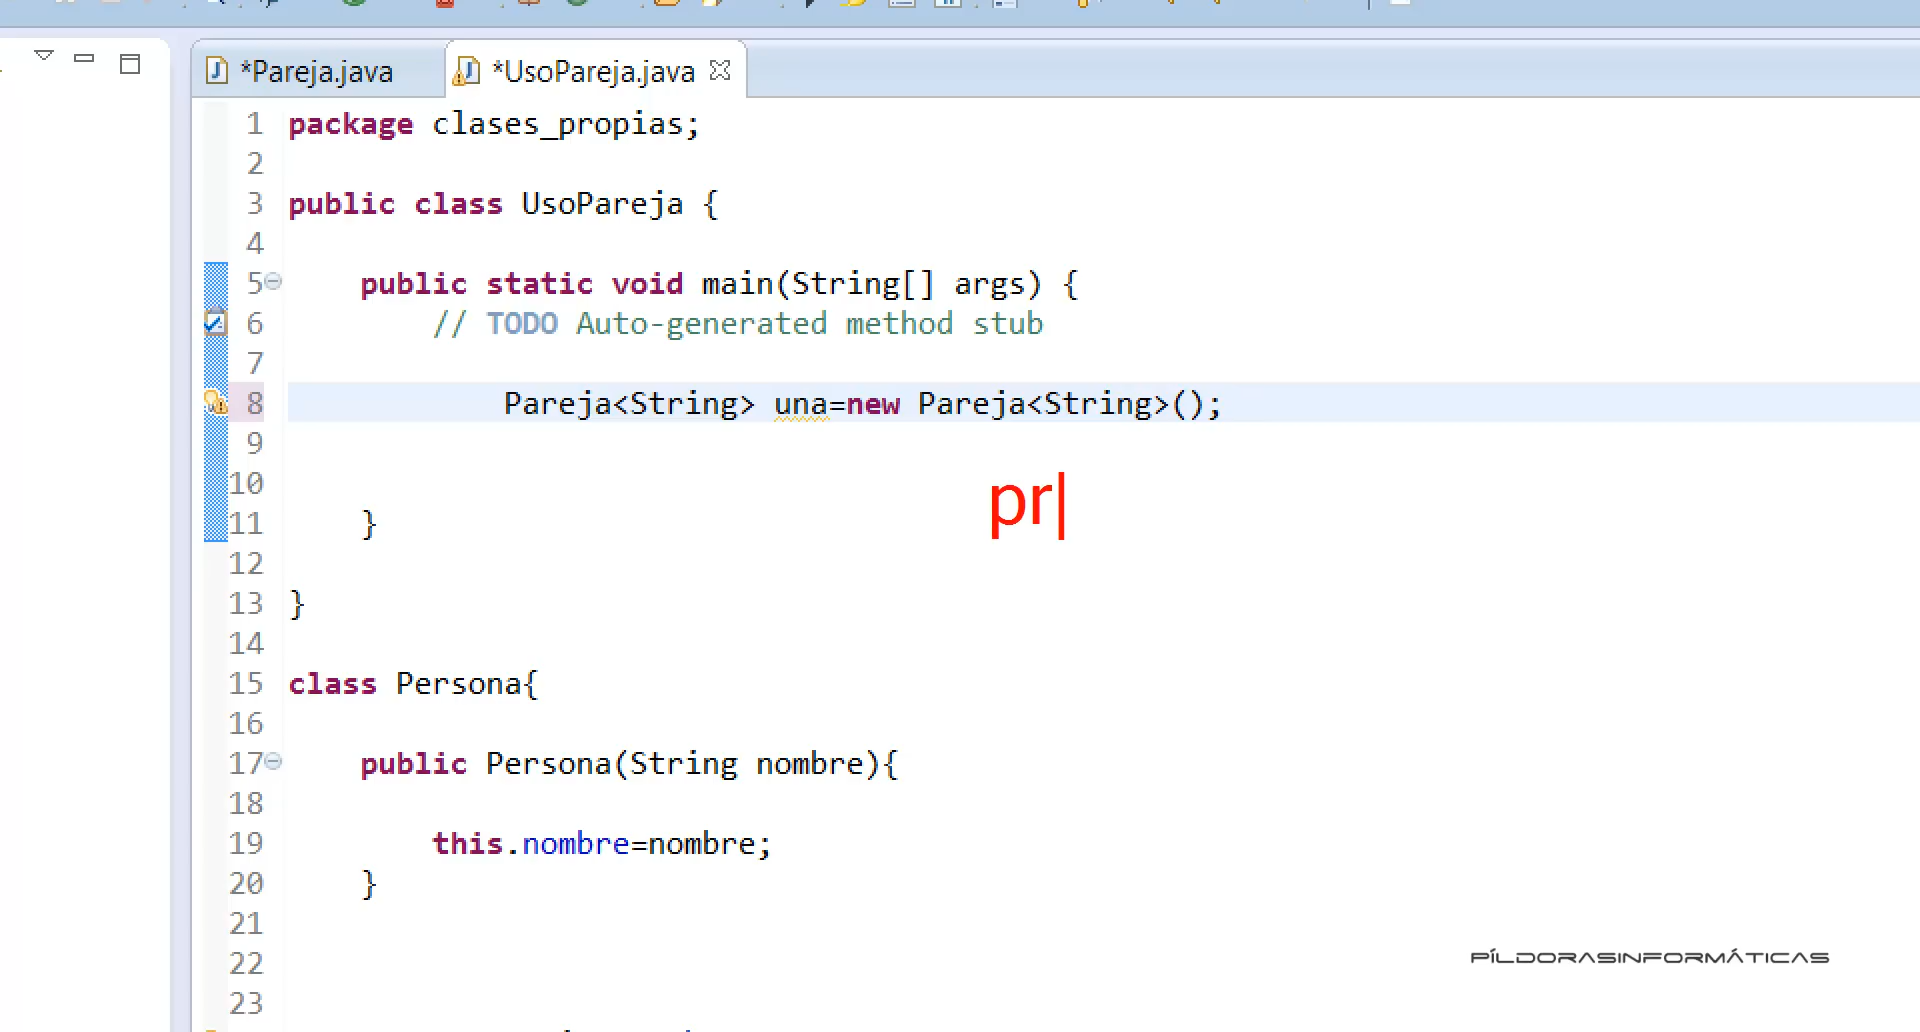 *Pareja.java
*UsoPareja.java
1 package clases_propias;
2
3 public class UsoPareja {
4
5 public static void main(String[] args) {
6 // TODO Auto-generated method stub
7
8 Pareja<String> una=new Pareja<String>();
9
10
pr
11 }
12
13 }
14
15 class Persona{
16
17 public Persona(String nombre){
18
19 this.nombre=nombre;
20 }
21
22
PÍLDORASINFORMÁTICAS
23